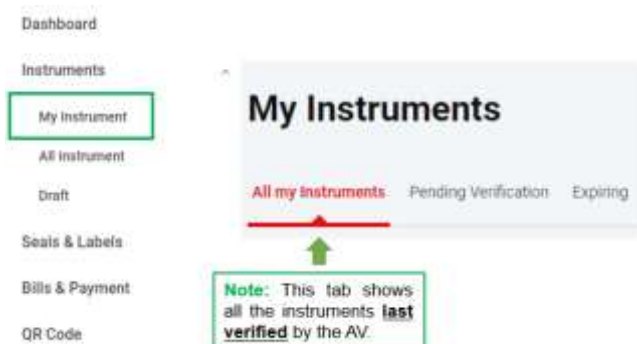 Dashboard
Instruments
My Instrument
All instrument
Draft
Seals & Labels
Bills & Payment
QR Code
My Instruments
All my Instruments Pending Verification Expiring
Note: This tab shows
all the instruments last
verified by the AV.